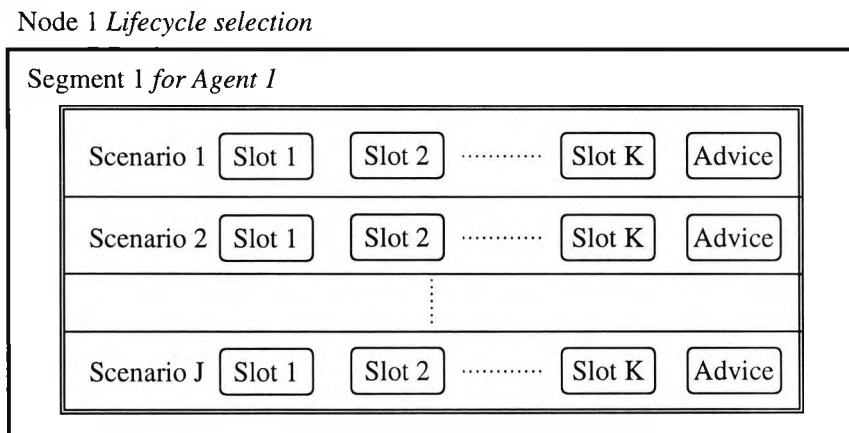 Node 1 Lifecycle selection
Segment 1 for Agent 1
Scenario 1 Slot 1 Slot 2 ............ Slot K Advice
Scenario 2 Slot 1 Slot 2 ............ Slot K Advice
Scenario J Slot 1 Slot 2 ............ Slot K Advice